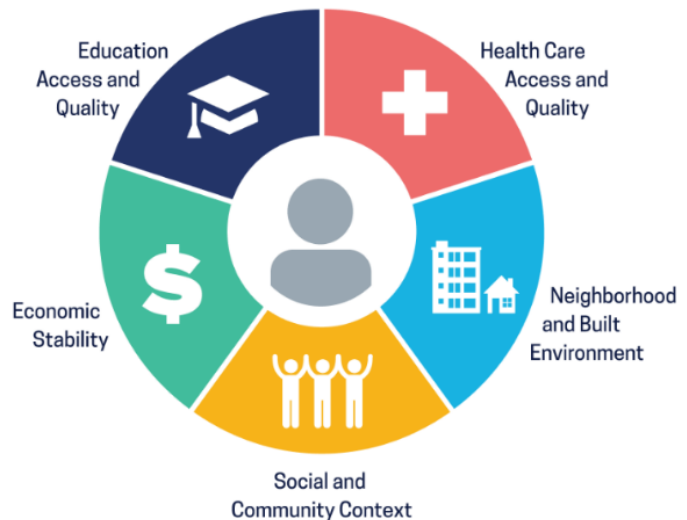 Education
Access and
Quality
Health Care
Access and
Quality
$
Economic
Stability
Neighborhood
and Built
Environment
Social and
Community Context